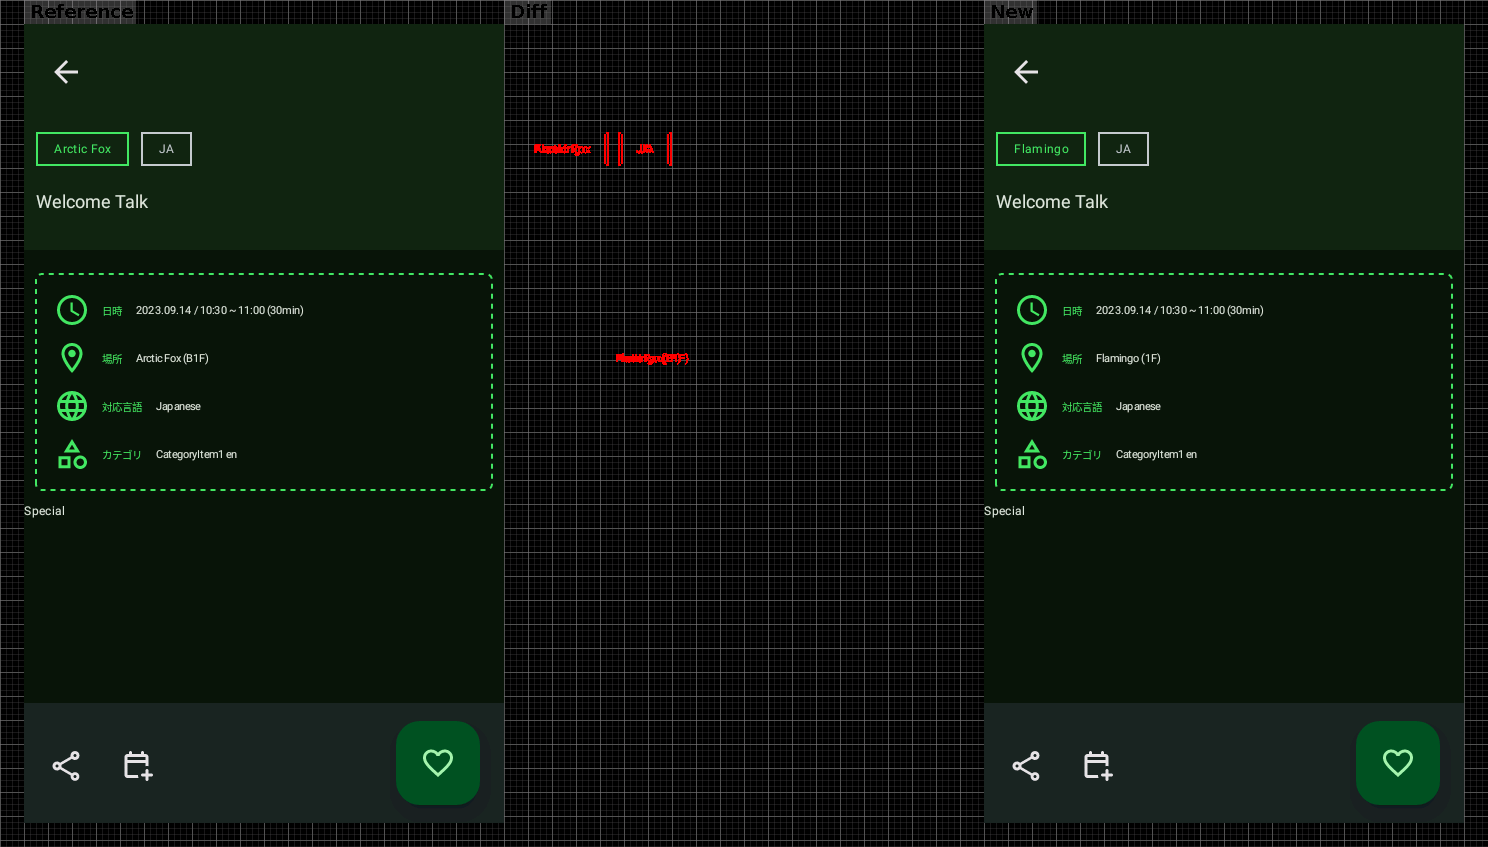 Reference
Diff
New
Arctic Fox
JA
Welcome Talk
日時 2023.09.14 / 10:30 ~ 11:00 (30min)
場所 Arctic Fox (B1F)
対応言語 Japanese
カテゴリ CategoryItem1 en
Special
Flamingo
JA
Welcome Talk
日時 2023.09.14 / 10:30 ~ 11:00 (30min)
場所 Flamingo (1F)
対応言語 Japanese
カテゴリ CategoryItem1 en
Special